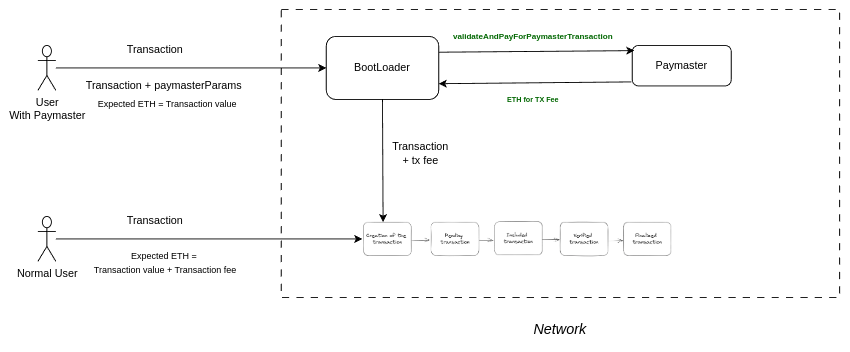 Transaction
validateAndPayForPaymasterTransaction
BootLoader
Paymaster
Transaction + paymasterParams
ETH for TX Fee
Expected ETH = Transaction value
User
With Paymaster
Transaction
+ tx fee
Transaction
Creation of the
transaction
Pending
transaction
Included
transaction
Verified
transaction
Finalized
transaction
Expected ETH =
Transaction value + Transaction fee
Normal User
Network